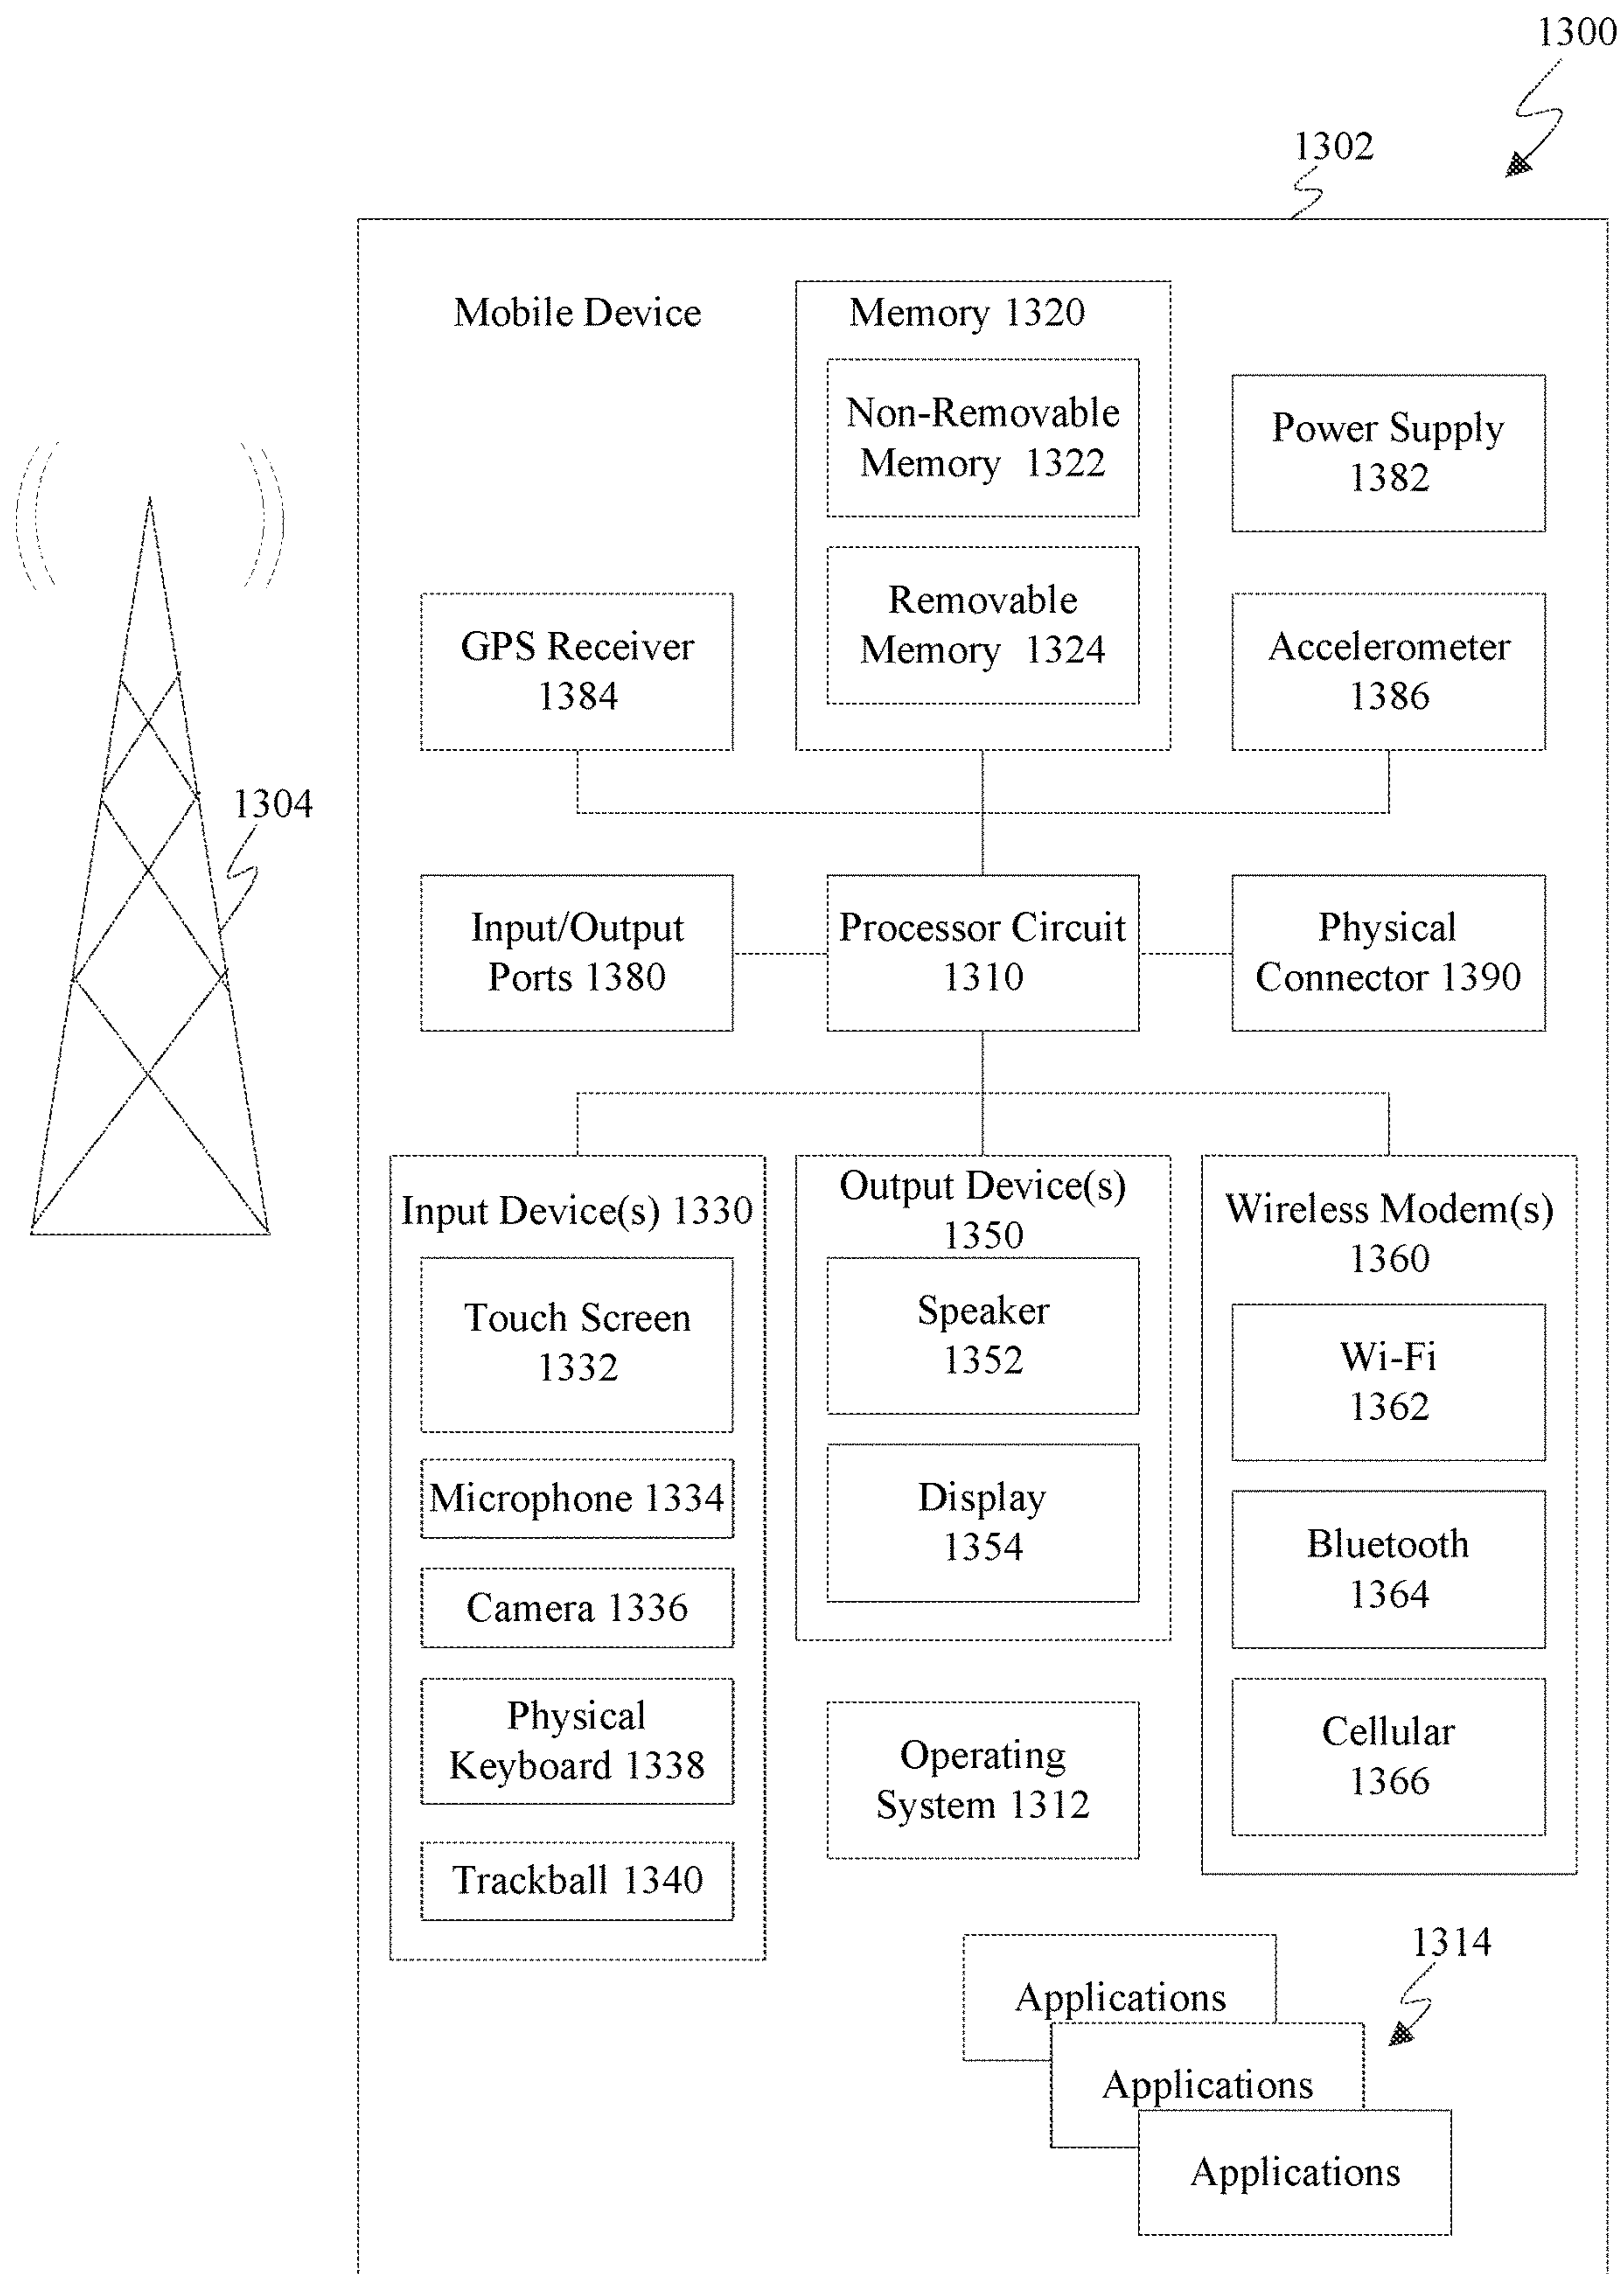 1300
1302
Mobile Device
Memory 1320
Non-Removable
Memory 1322
Power Supply
1382
Removable
Memory 1324
GPS Receiver
1384
Accelerometer
1386
1304
Input/Output
Ports 1380
Processor Circuit
1310
Physical
Connector 1390
Input Device(s) 1330
Touch Screen
1332
Microphone 1334
Camera 1336
Physical
Keyboard 1338
Trackball 1340
Output Device(s)
1350
Speaker
1352
Display
1354
Operating
System 1312
Wireless Modem(s)
1360
Wi-Fi
1362
Bluetooth
1364
Cellular
1366
1314
Applications
Applications
Applications